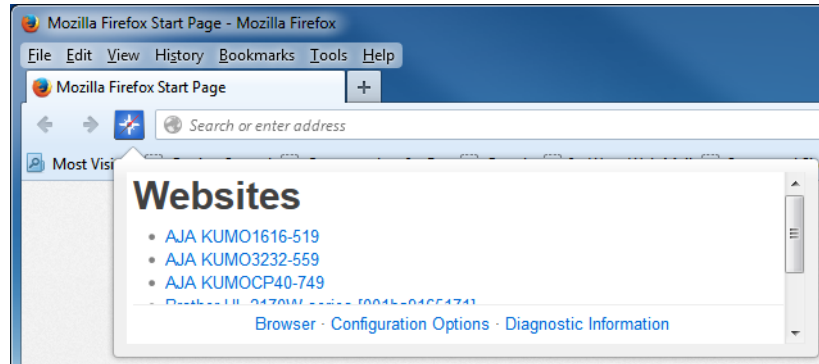 Mozilla Firefox Start Page - Mozilla Firefox
File Edit View History Bookmarks Tools Help
Mozilla Firefox Start Page +
Search or enter address
Most Visi
Websites
• AJA KUMO1616-519
• AJA KUMO3232-559
• AJA KUMOCP40-749
Browser · Configuration Options · Diagnostic Information